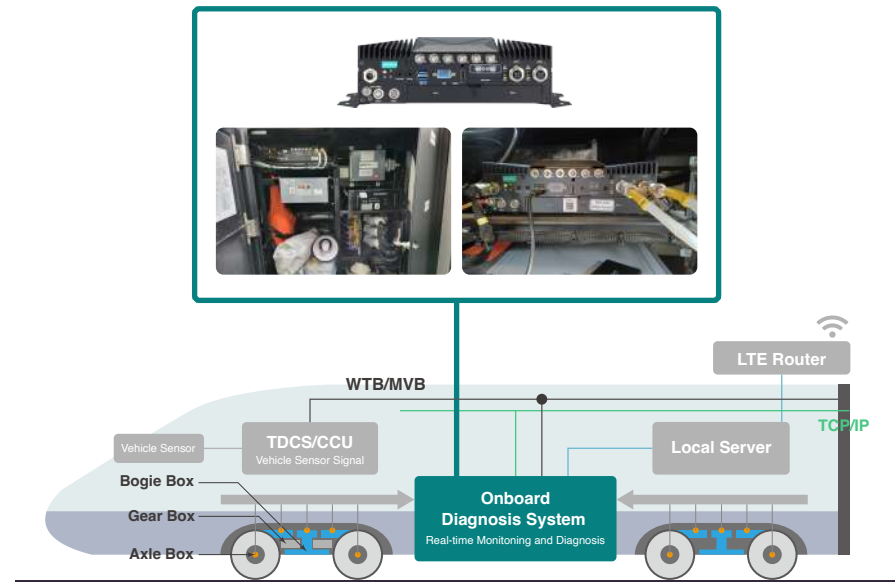 LTE Router
WTB/MVB
TCP/IP
Vehicle Sensor
TDCS/CCU
Vehicle Sensor Signal
Local Server
Bogie Box
Gear Box
Axle Box
Onboard
Diagnosis System
Real-time Monitoring and Diagnosis